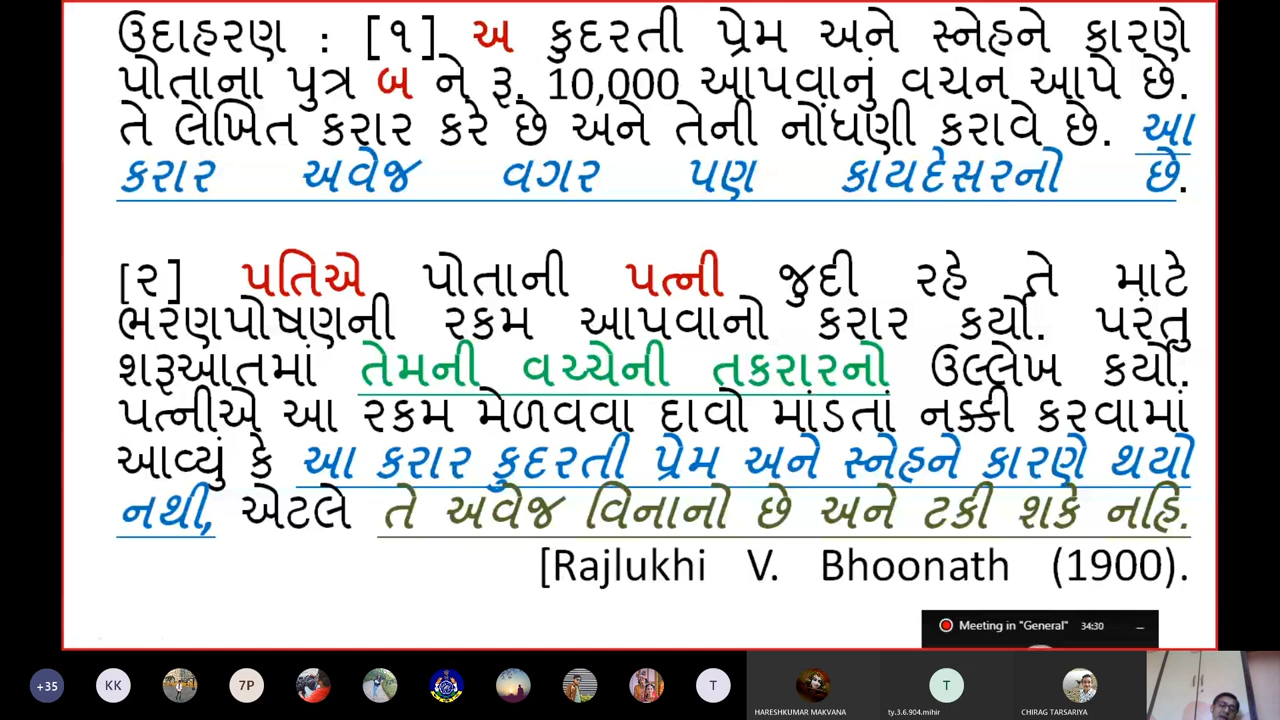 ઉદાહરણ : [૧] અ કુદરતી પ્રેમ અને સ્નેહને કારણે
પોતાના પુત્ર બ ને રૂ. 10,000 આપવાનું વચન આપે છે.
તે લેખિત કરાર કરે છે અને તેની નોંધણી કરાવે છે. આ
કરાર અવેજ વગર પણ કાયદેસરનો છે.
[૨] પતિએ પોતાની પત્ની જુદી રહે તે માટે
ભરણપોષણની રકમ આપવાનો કરાર કર્યો. પરંતુ
શરૂઆતમાં તેમની વચ્ચેની તકરારનો ઉલ્લેખ કર્યો.
પત્નીએ આ રકમ મેળવવા દાવો માંડતાં નક્કી કરવામાં
આવ્યું કે આ કરાર કુદરતી પ્રેમ અને સ્નેહને કારણે થયો
નથી, એટલે તે અવેજ વિનાનો છે અને ટકી શકે નહિ.
[Rajlukhi V. Bhoonath (1900).
Meeting in "General" 34:30
+35 KK 7P T T
HARESHKUMAR MAKVANA ty.3.6.904.mihir CHIRAG TARSARIYA